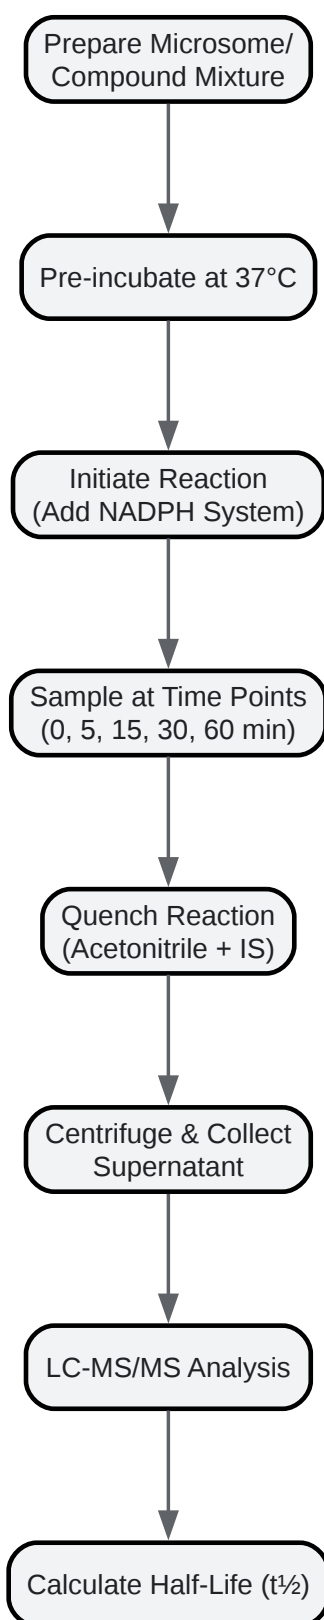 Prepare Microsome/
Compound Mixture
Pre-incubate at 37°C
Initiate Reaction
(Add NADPH System)
Sample at Time Points
(0, 5, 15, 30, 60 min)
Quench Reaction
(Acetonitrile + IS)
Centrifuge & Collect
Supernatant
LC-MS/MS Analysis
Calculate Half-Life (t½)